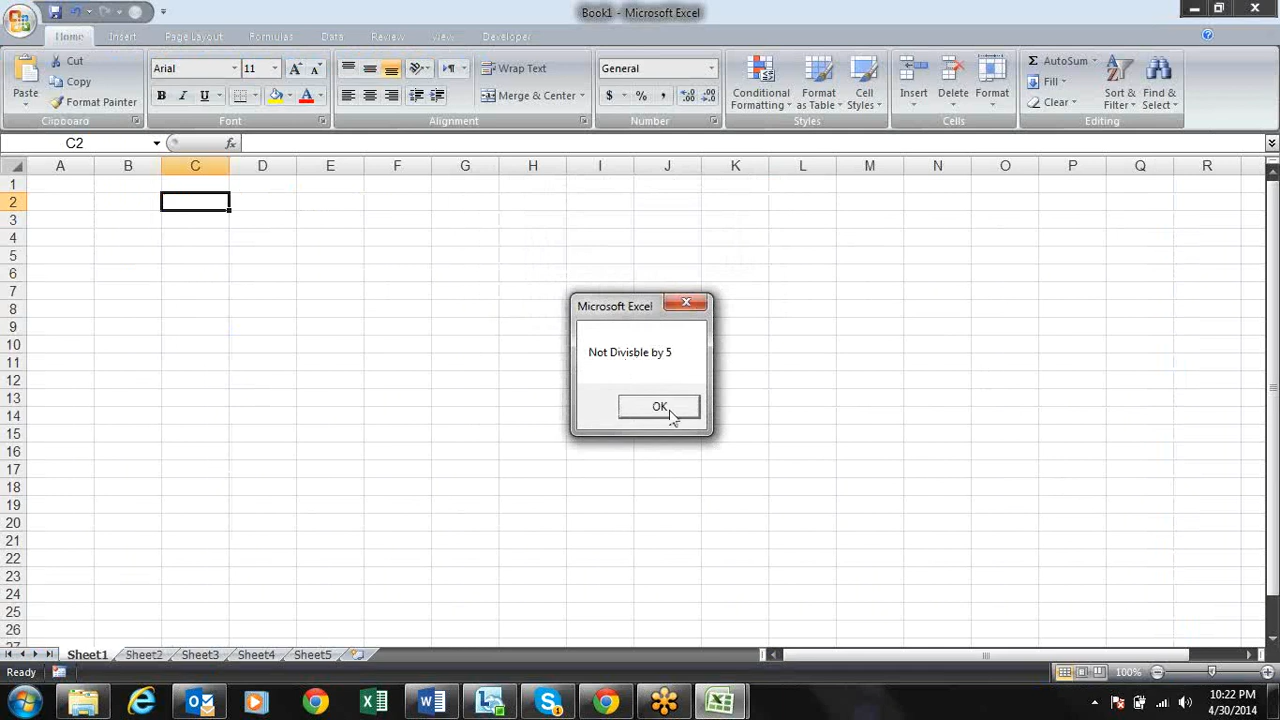 Book1 - Microsoft Excel
Home Insert Page Layout Formulas Data Review View Developer
Paste
Cut
Copy
Format Painter
Clipboard
Arial 11
B I U A
Font
Wrap Text
Merge & Center
Alignment
General
$ % ,
Number
Conditional Formatting
Format as Table
Cell Styles
Styles
Insert Delete Format
Cells
Σ AutoSum
Fill
Clear
Sort & Filter
Find & Select
Editing
C2 fx
A B C D E F G H I J K L M N O P Q R
1
2
3
4
5
6
7
8
9
10
11
12
13
14
15
16
17
18
19
20
21
22
23
24
25
26
27
Microsoft Excel
Not Divisble by 5
OK
Sheet1 Sheet2 Sheet3 Sheet4 Sheet5
Ready 100%
10:22 PM
4/30/2014